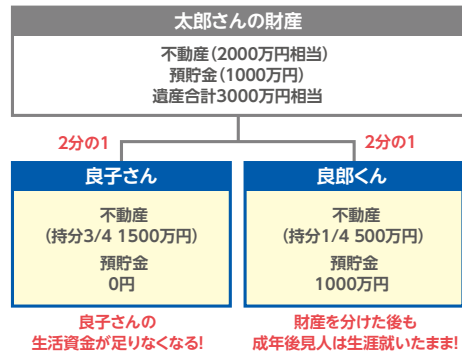 太郎さんの財産
不動産（2000万円相当）
預貯金（1000万円）
遺産合計3000万円相当
2分の1
2分の1
良子さん
不動産
（持分3/4 1500万円）
預貯金
0円
良郎くん
不動産
（持分1/4 500万円）
預貯金
1000万円
良子さんの
生活資金が足りなくなる！
財産を分けた後も
成年後見人は生涯就いたまま！